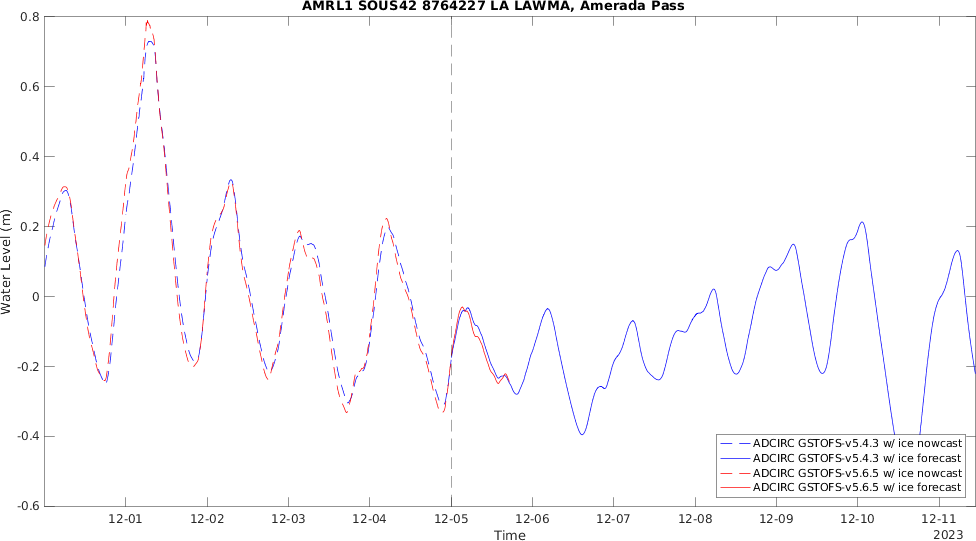 AMRL1 SOUS42 8764227 LA LAWMA, Amerada Pass
Water Level (m)
0.8
0.6
0.4
0.2
0
-0.2
-0.4
-0.6
ADCIRC GSTOFS-v5.4.3 w/ ice nowcast
ADCIRC GSTOFS-v5.4.3 w/ ice forecast
ADCIRC GSTOFS-v5.6.5 w/ ice nowcast
ADCIRC GSTOFS-v5.6.5 w/ ice forecast
12-01 12-02 12-03 12-04 12-05 12-06 12-07 12-08 12-09 12-10 12-11
2023
Time